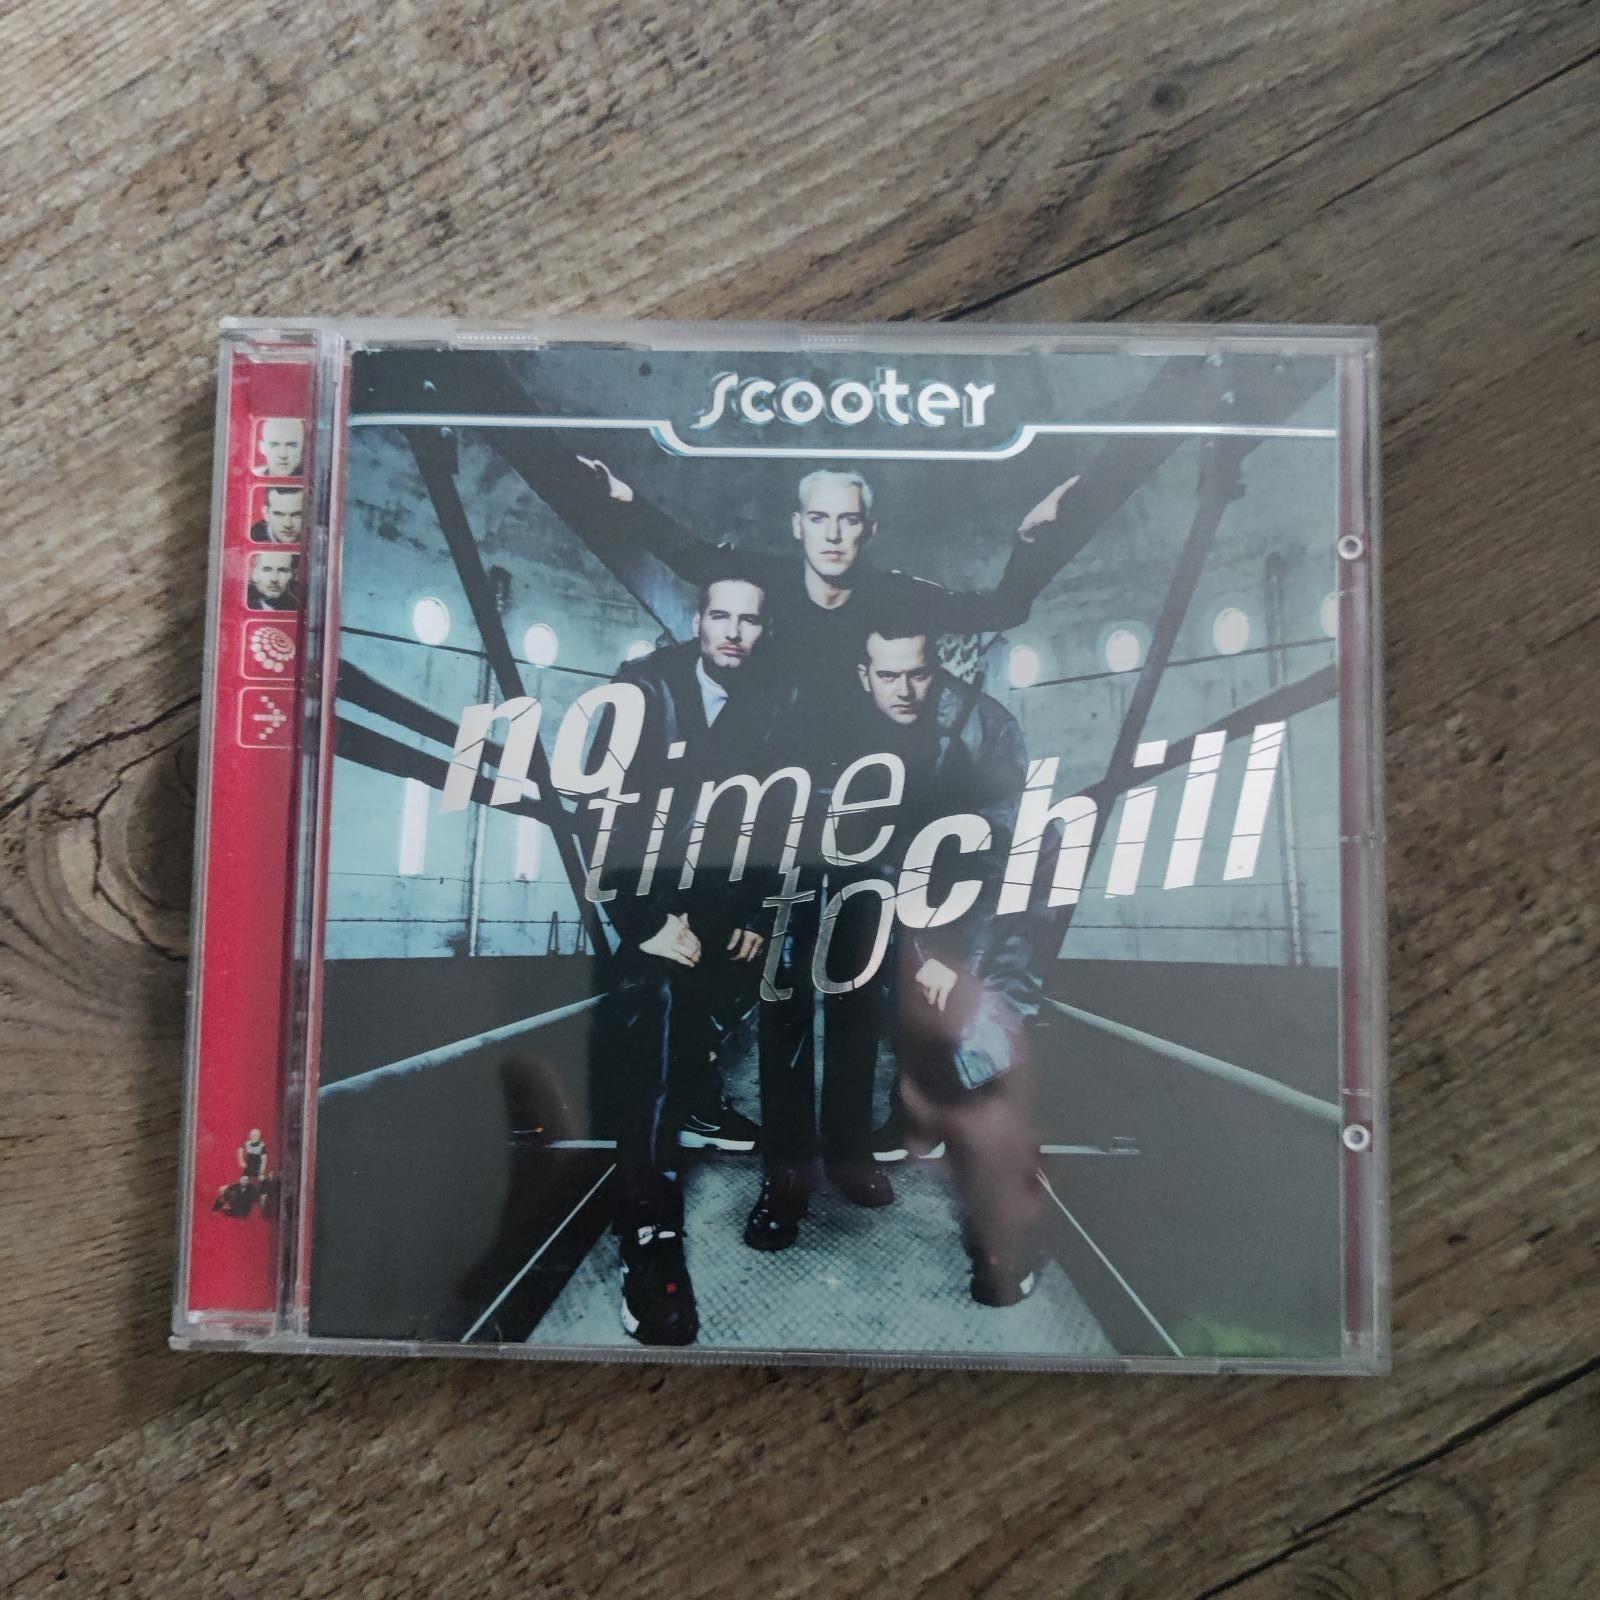 scooter
no
time
to
chill